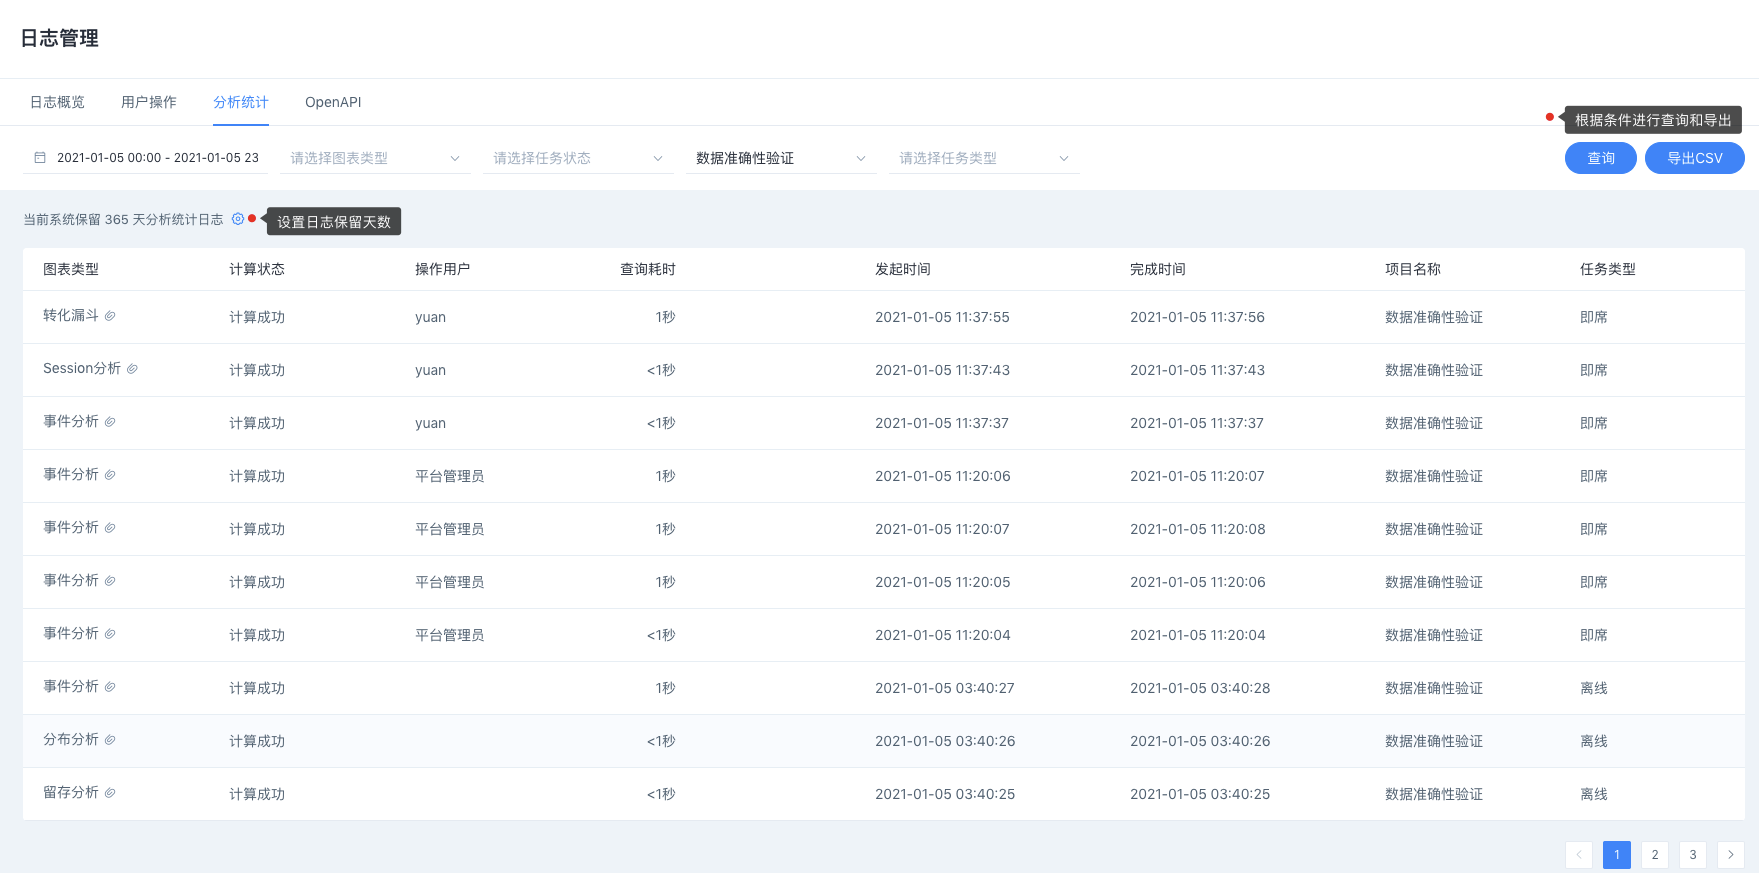 日志管理
日志概览 用户操作 分析统计 OpenAPI
根据条件进行查询和导出
2021-01-05 00:00 - 2021-01-05 23 请选择图表类型 请选择任务状态 数据准确性验证 请选择任务类型 查询 导出CSV
当前系统保留 365 天分析统计日志 设置日志保留天数
图表类型 计算状态 操作用户 查询耗时 发起时间 完成时间 项目名称 任务类型
转化漏斗 计算成功 yuan 1秒 2021-01-05 11:37:55 2021-01-05 11:37:56 数据准确性验证 即席
Session分析 计算成功 yuan <1秒 2021-01-05 11:37:43 2021-01-05 11:37:43 数据准确性验证 即席
事件分析 计算成功 yuan <1秒 2021-01-05 11:37:37 2021-01-05 11:37:37 数据准确性验证 即席
事件分析 计算成功 平台管理员 1秒 2021-01-05 11:20:06 2021-01-05 11:20:07 数据准确性验证 即席
事件分析 计算成功 平台管理员 1秒 2021-01-05 11:20:07 2021-01-05 11:20:08 数据准确性验证 即席
事件分析 计算成功 平台管理员 1秒 2021-01-05 11:20:05 2021-01-05 11:20:06 数据准确性验证 即席
事件分析 计算成功 平台管理员 <1秒 2021-01-05 11:20:04 2021-01-05 11:20:04 数据准确性验证 即席
事件分析 计算成功 1秒 2021-01-05 03:40:27 2021-01-05 03:40:28 数据准确性验证 离线
分布分析 计算成功 <1秒 2021-01-05 03:40:26 2021-01-05 03:40:26 数据准确性验证 离线
留存分析 计算成功 <1秒 2021-01-05 03:40:25 2021-01-05 03:40:25 数据准确性验证 离线
1 2 3